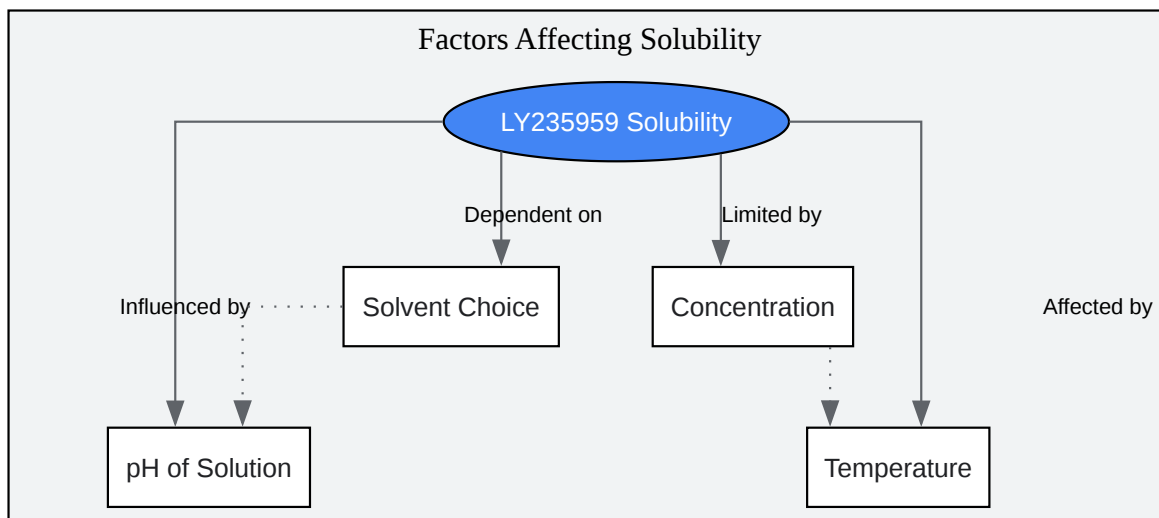 Factors Affecting Solubility
LY235959 Solubility
Dependent on
Limited by
Influenced by
Solvent Choice
Concentration
Affected by
pH of Solution
Temperature